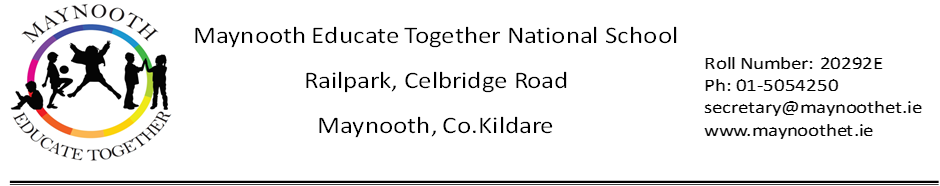 MAYNOOTH
EDUCATE TOGETHER
Maynooth Educate Together National School
Railpark, Celbridge Road
Maynooth, Co.Kildare
Roll Number: 20292E
Ph: 01-5054250
secretary@maynoothet.ie
www.maynoothet.ie